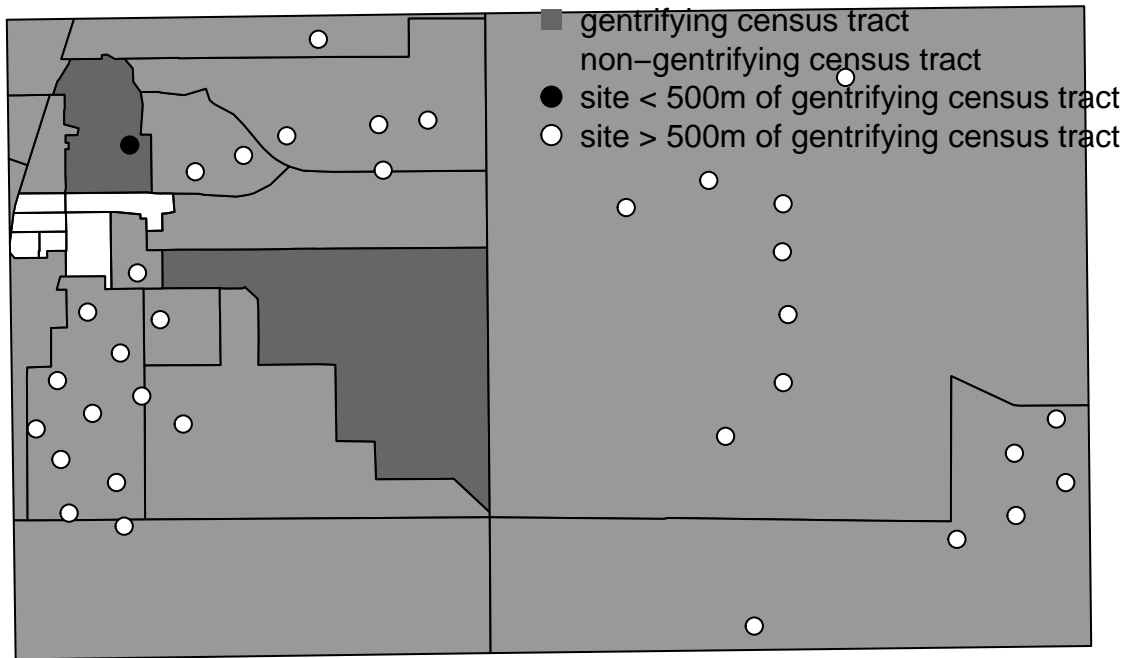 gentrifying census tract
non−gentrifying census tract
site < 500m of gentrifying census tract
site > 500m of gentrifying census tract